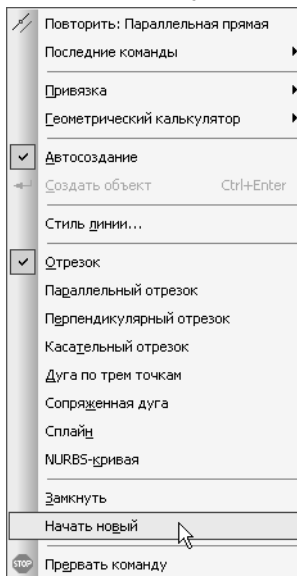 Повторить: Параллельная прямая
Последние команды
Привязка
Геометрический калькулятор
Автосоздание
Создать объект Ctrl+Enter
Стиль линии...
Отрезок
Параллельный отрезок
Перпендикулярный отрезок
Касательный отрезок
Дуга по трем точкам
Сопряженная дуга
Сплайн
NURBS-кривая
Замкнуть
Начать новый
STOP Прервать команду